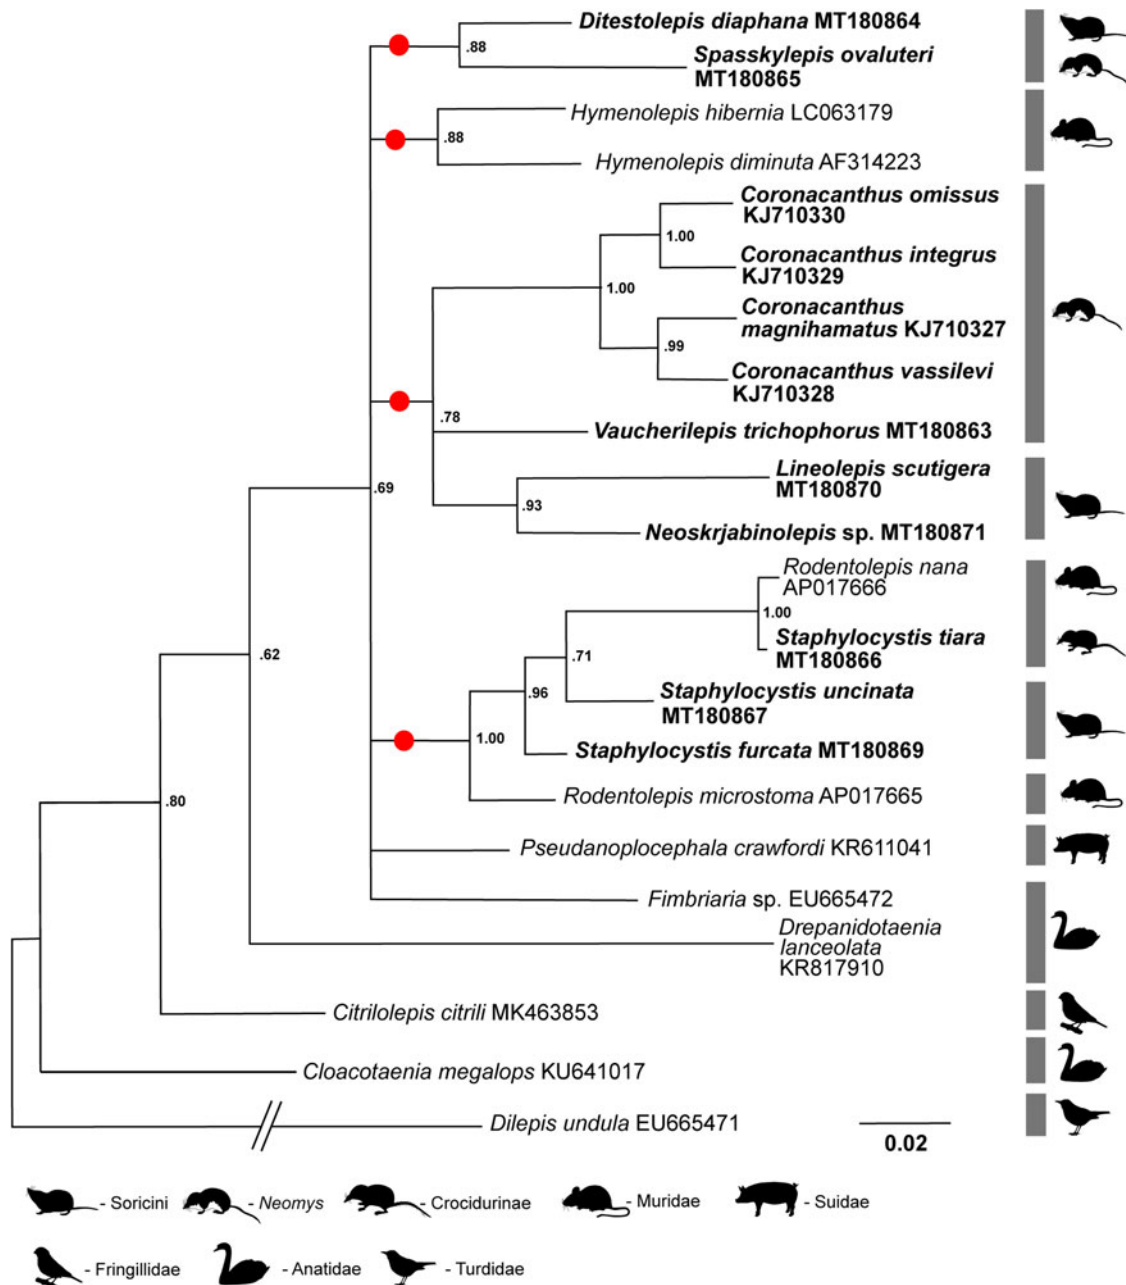 Ditestolepis diaphana MT180864
.88
Spasskylepis ovaluteri
MT180865
Hymenolepis hibernia LC063179
.88
Hymenolepis diminuta AF314223
Coronacanthus omissus
KJ710330
1.00
Coronacanthus integrus
KJ710329
1.00
Coronacanthus
magnihamatus KJ710327
.99
Coronacanthus vassilevi
KJ710328
.78
Vaucherilepis trichophorus MT180863
Lineolepis scutigera
MT180870
.69
.93
Neoskrjabinolepis sp. MT180871
Rodentolepis nana
AP017666
1.00
Staphylocystis tiara
MT180866
.62
.71
.96
Staphylocystis uncinata
MT180867
1.00
Staphylocystis furcata MT180869
.80
Rodentolepis microstoma AP017665
Pseudanoplocephala crawfordi KR611041
Fimbriaria sp. EU665472
Drepanidotaenia
lanceolata
KR817910
Citrilolepis citrili MK463853
Cloacotaenia megalops KU641017
Dilepis undula EU665471
0.02
- Soricini - Neomys - Crocidurinae - Muridae - Suidae
- Fringillidae - Anatidae - Turdidae